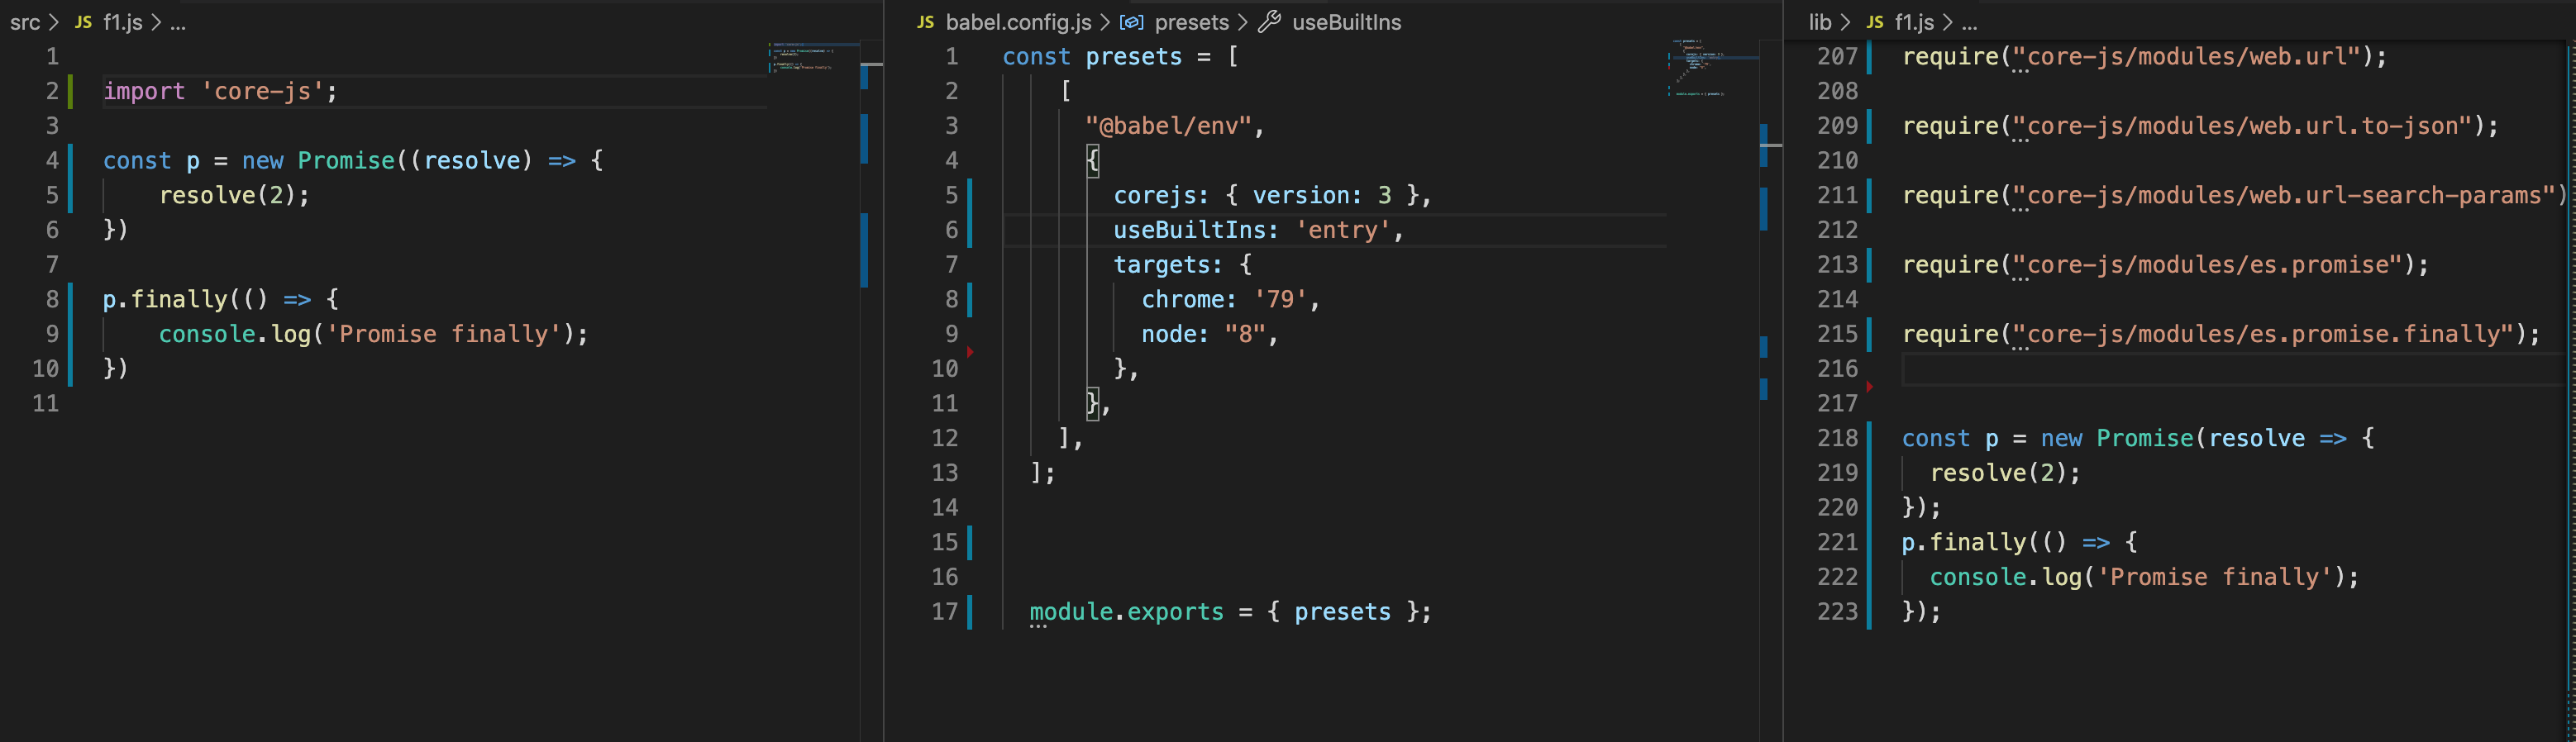 src > JS f1.js > ...
1
2 import 'core-js';
3
4 const p = new Promise((resolve) => {
5 resolve(2);
6 })
7
8 p.finally(() => {
9 console.log('Promise finally');
10 })
11
JS babel.config.js > presets > useBuiltIns
1 const presets = [
2 [
3 "@babel/env",
4 {
5 corejs: { version: 3 },
6 useBuiltIns: 'entry',
7 targets: {
8 chrome: '79',
9 node: "8",
10 },
11 },
12 ],
13 ];
14
15
16
17 module.exports = { presets };
lib > JS f1.js > ...
207 require("core-js/modules/web.url");
208
209 require("core-js/modules/web.url.to-json");
210
211 require("core-js/modules/web.url-search-params")
212
213 require("core-js/modules/es.promise");
214
215 require("core-js/modules/es.promise.finally");
216
217
218 const p = new Promise(resolve => {
219 resolve(2);
220 });
221 p.finally(() => {
222 console.log('Promise finally');
223 });